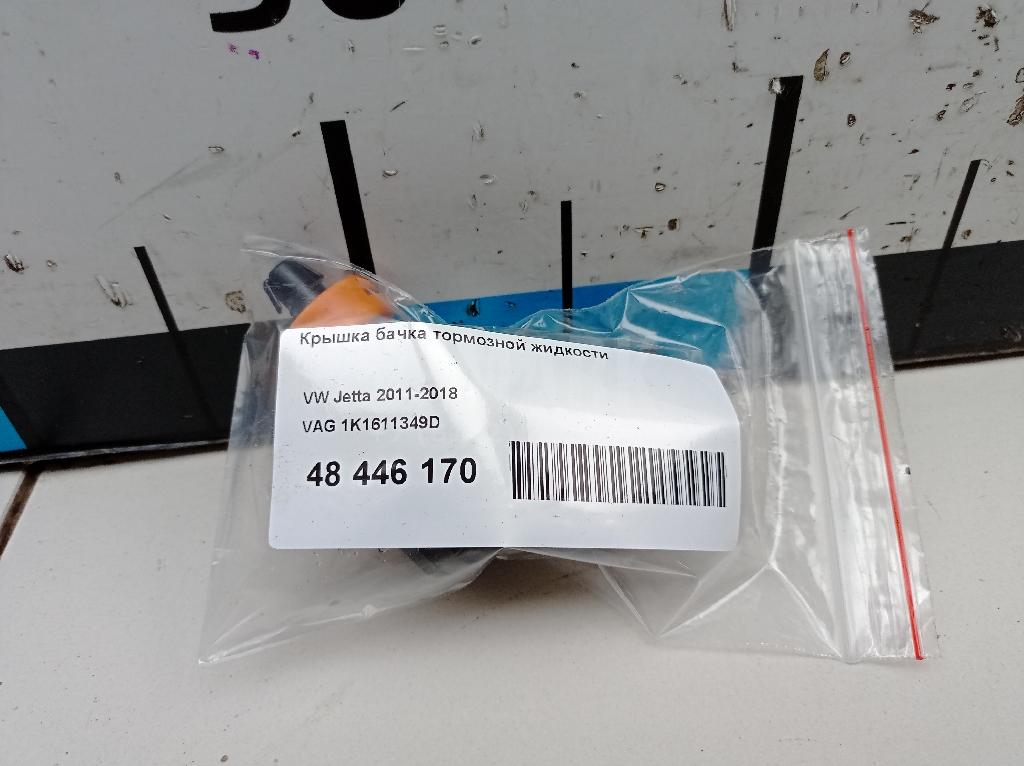 Крышка бачка тормозной жидкости
VW Jetta 2011-2018
VAG 1K1611349D
48 446 170